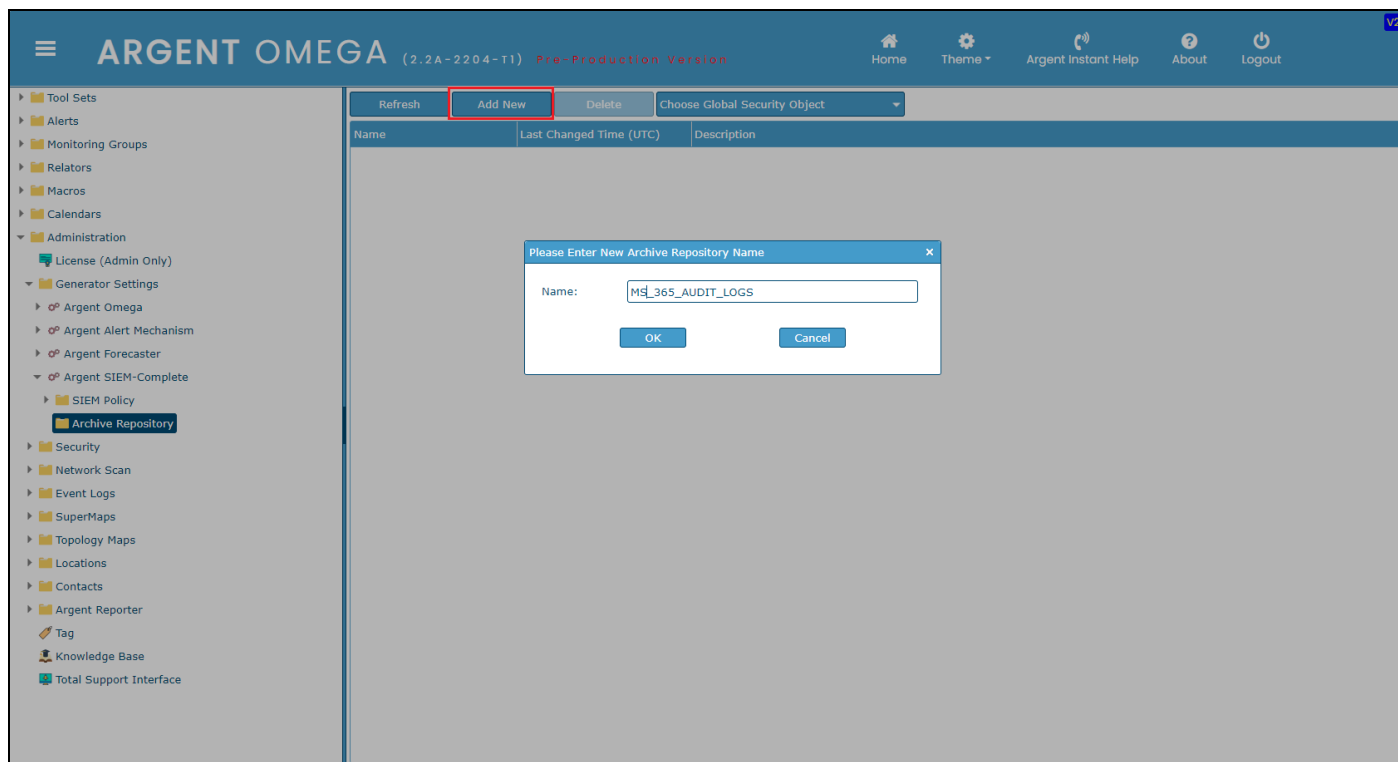 V2
ARGENT OMEGA (2.2A-2204-T1) Pre-Production Version
Home
Theme
Argent Instant Help
About
Logout
Tool Sets
Alerts
Monitoring Groups
Relators
Macros
Calendars
Administration
License (Admin Only)
Generator Settings
Argent Omega
Argent Alert Mechanism
Argent Forecaster
Argent SIEM-Complete
SIEM Policy
Archive Repository
Security
Network Scan
Event Logs
SuperMaps
Topology Maps
Locations
Contacts
Argent Reporter
Tag
Knowledge Base
Total Support Interface
Refresh
Add New
Delete
Choose Global Security Object
Name
Last Changed Time (UTC)
Description
Please Enter New Archive Repository Name
Name:
MS_365_AUDIT_LOGS
OK
Cancel